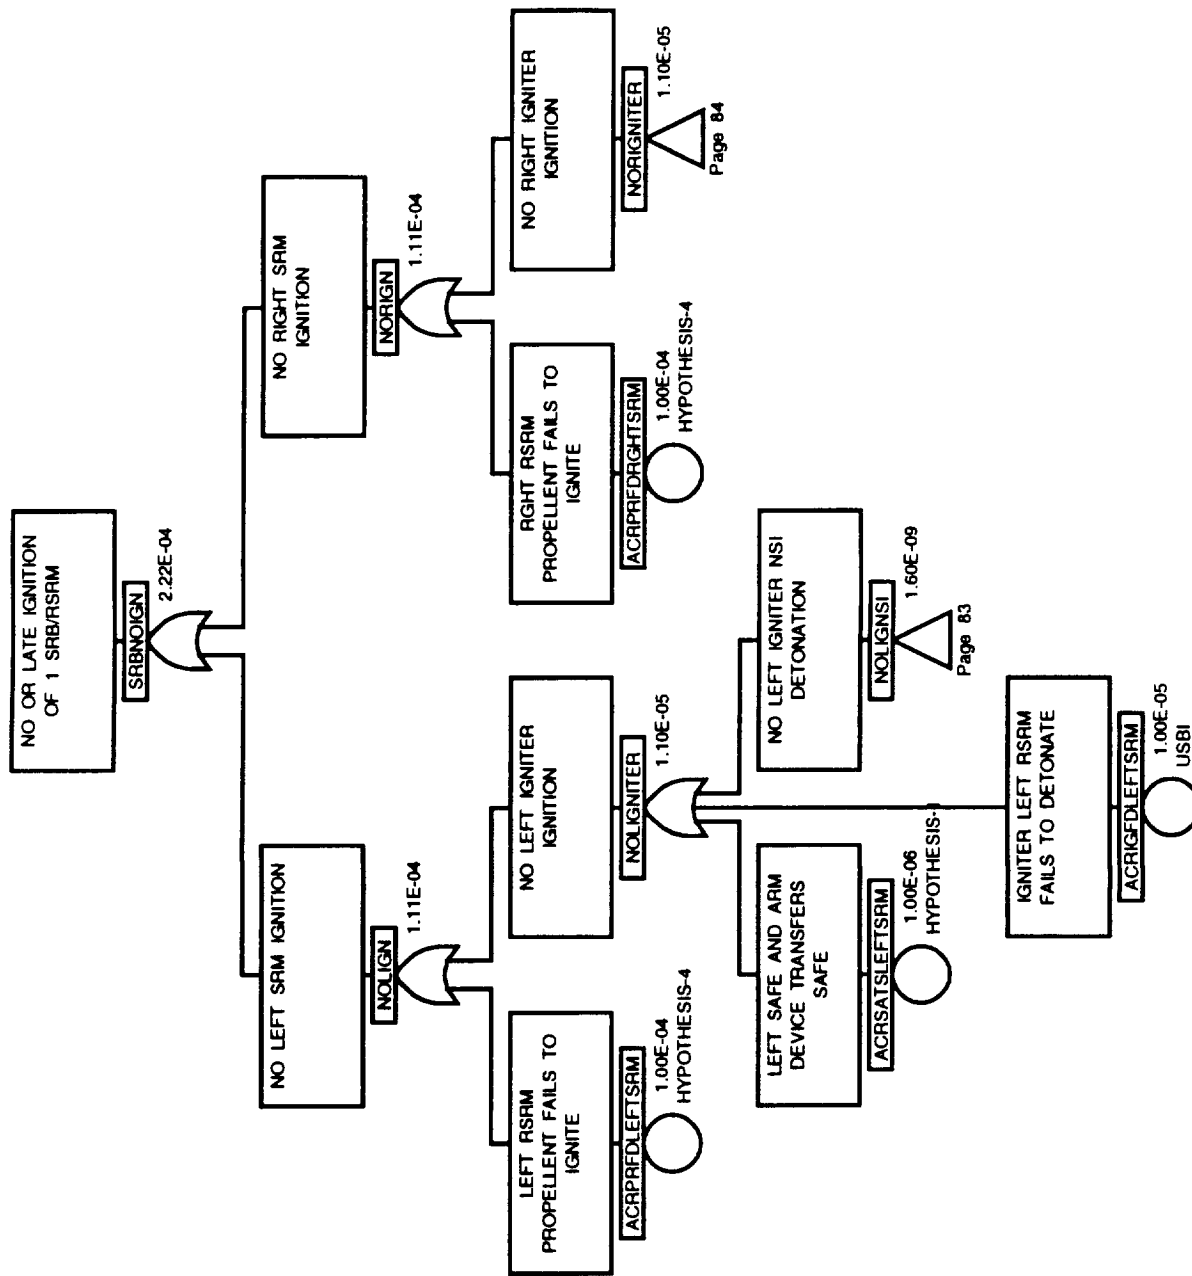 NO OR LATE IGNITION
OF 1 SRB/RSRM
SRBNOIGN
2.22E-04
NO LEFT SRM IGNITION
NOLIGN
1.11E-04
NO RIGHT SRM
IGNITION
NORIGN
1.11E-04
LEFT RSRM
PROPELLENT FAILS TO
IGNITE
ACRPRFDLEFTSRM
1.00E-04
HYPOTHESIS-4
NO LEFT IGNITER
IGNITION
NOLIGNITER
1.10E-05
RGHT RSRM
PROPELLENT FAILS TO
IGNITE
ACRPRFDRGHTSRM
1.00E-04
HYPOTHESIS-4
NO RIGHT IGNITER
IGNITION
NORIGNITER
1.10E-05
Page 84
LEFT SAFE AND ARM
DEVICE TRANSFERS
SAFE
ACRSATSLEFTSRM
1.00E-06
HYPOTHESIS-
NO LEFT IGNITER NSI
DETONATION
NOLIGNSI
1.60E-09
Page 83
IGNITER LEFT RSRM
FAILS TO DETONATE
ACRIGFDLEFTSRM
1.00E-05
USBI